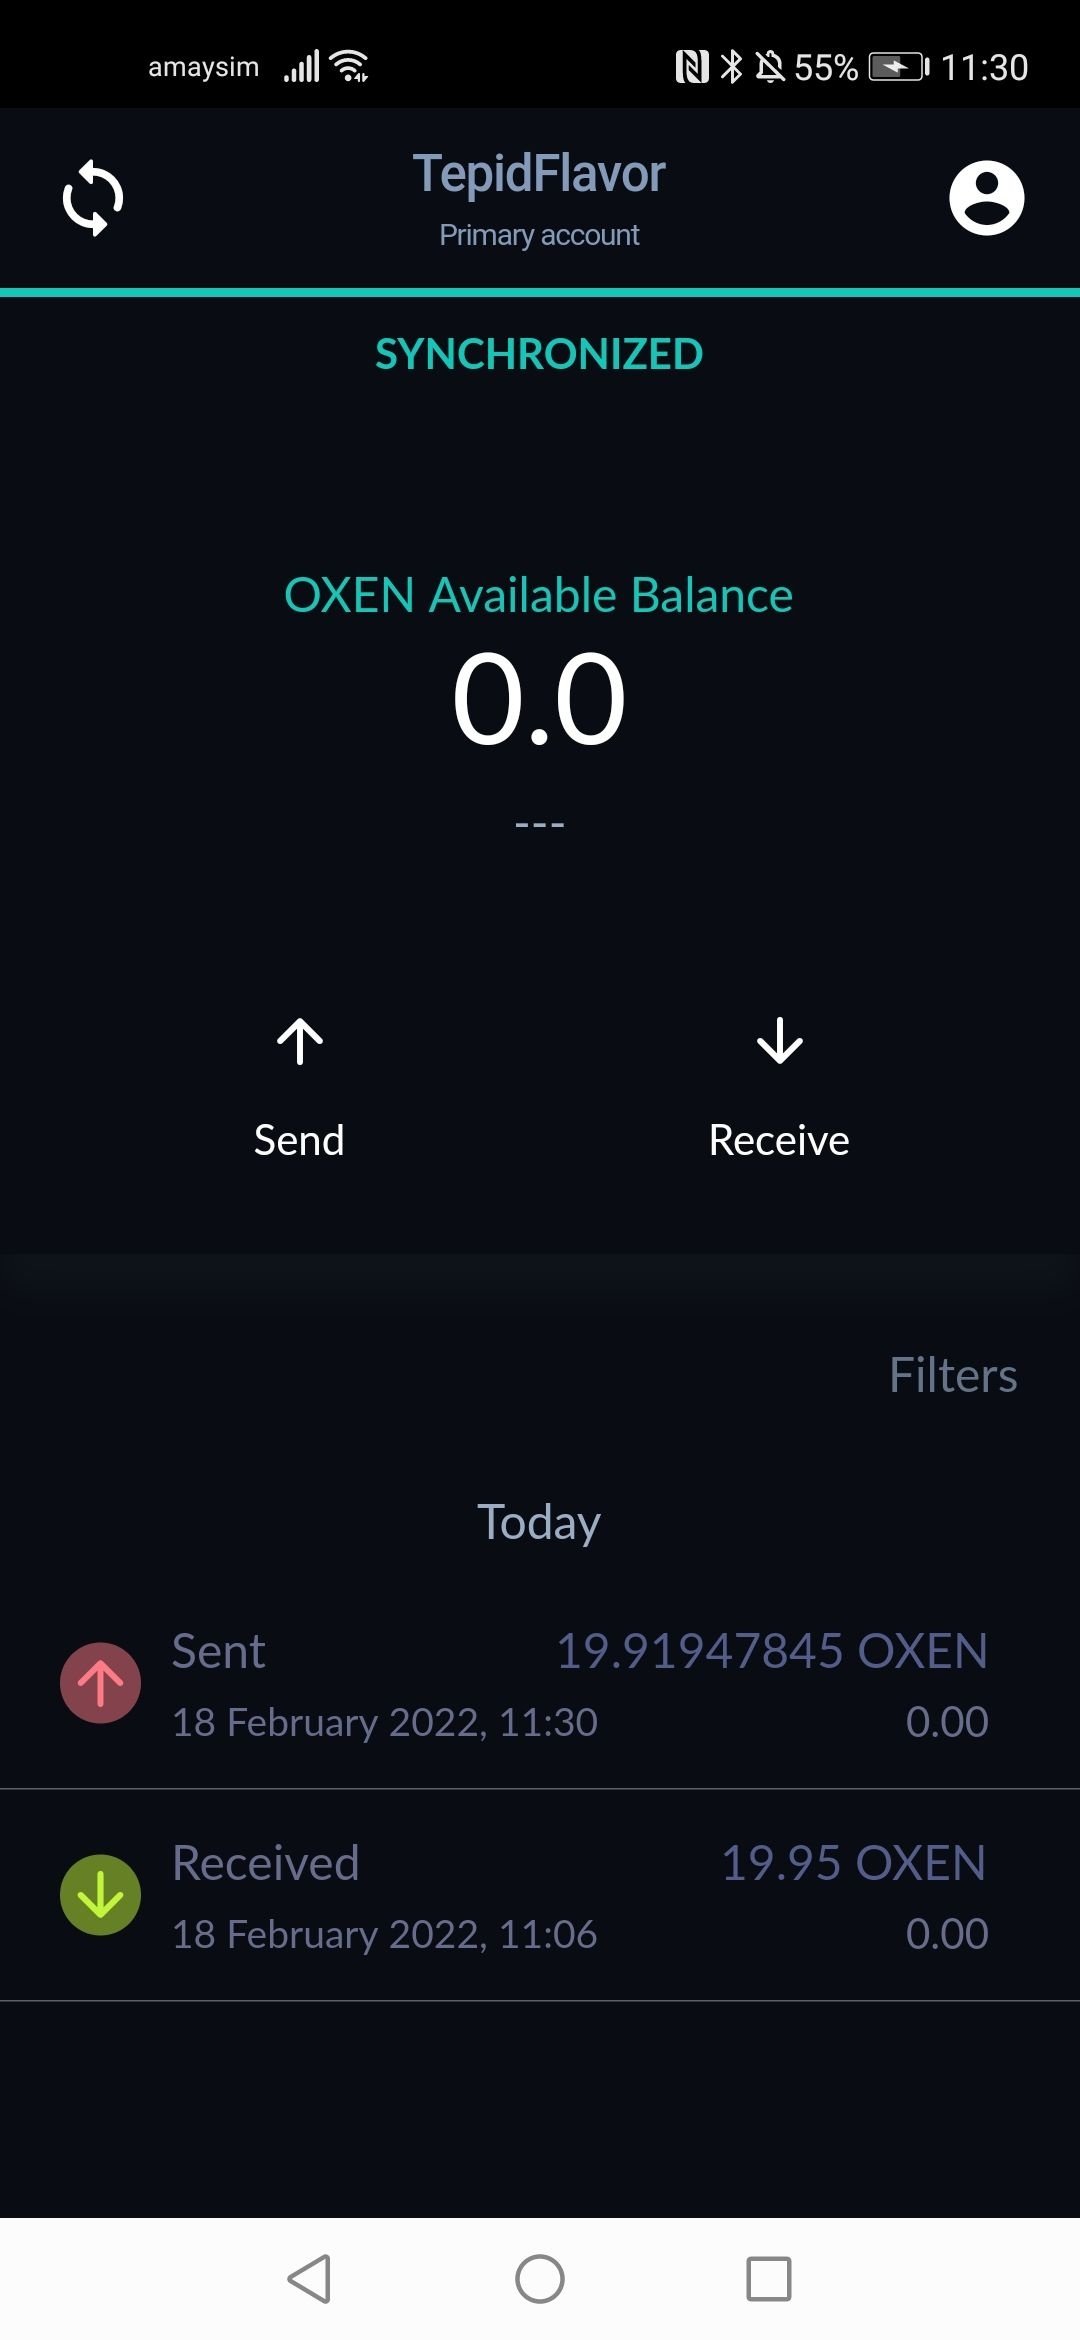 amaysim 55% 11:30
TepidFlavor
Primary account
SYNCHRONIZED
OXEN Available Balance
0.0
---
Send Receive
Filters
Today
Sent 19.91947845 OXEN
18 February 2022, 11:30 0.00
Received 19.95 OXEN
18 February 2022, 11:06 0.00